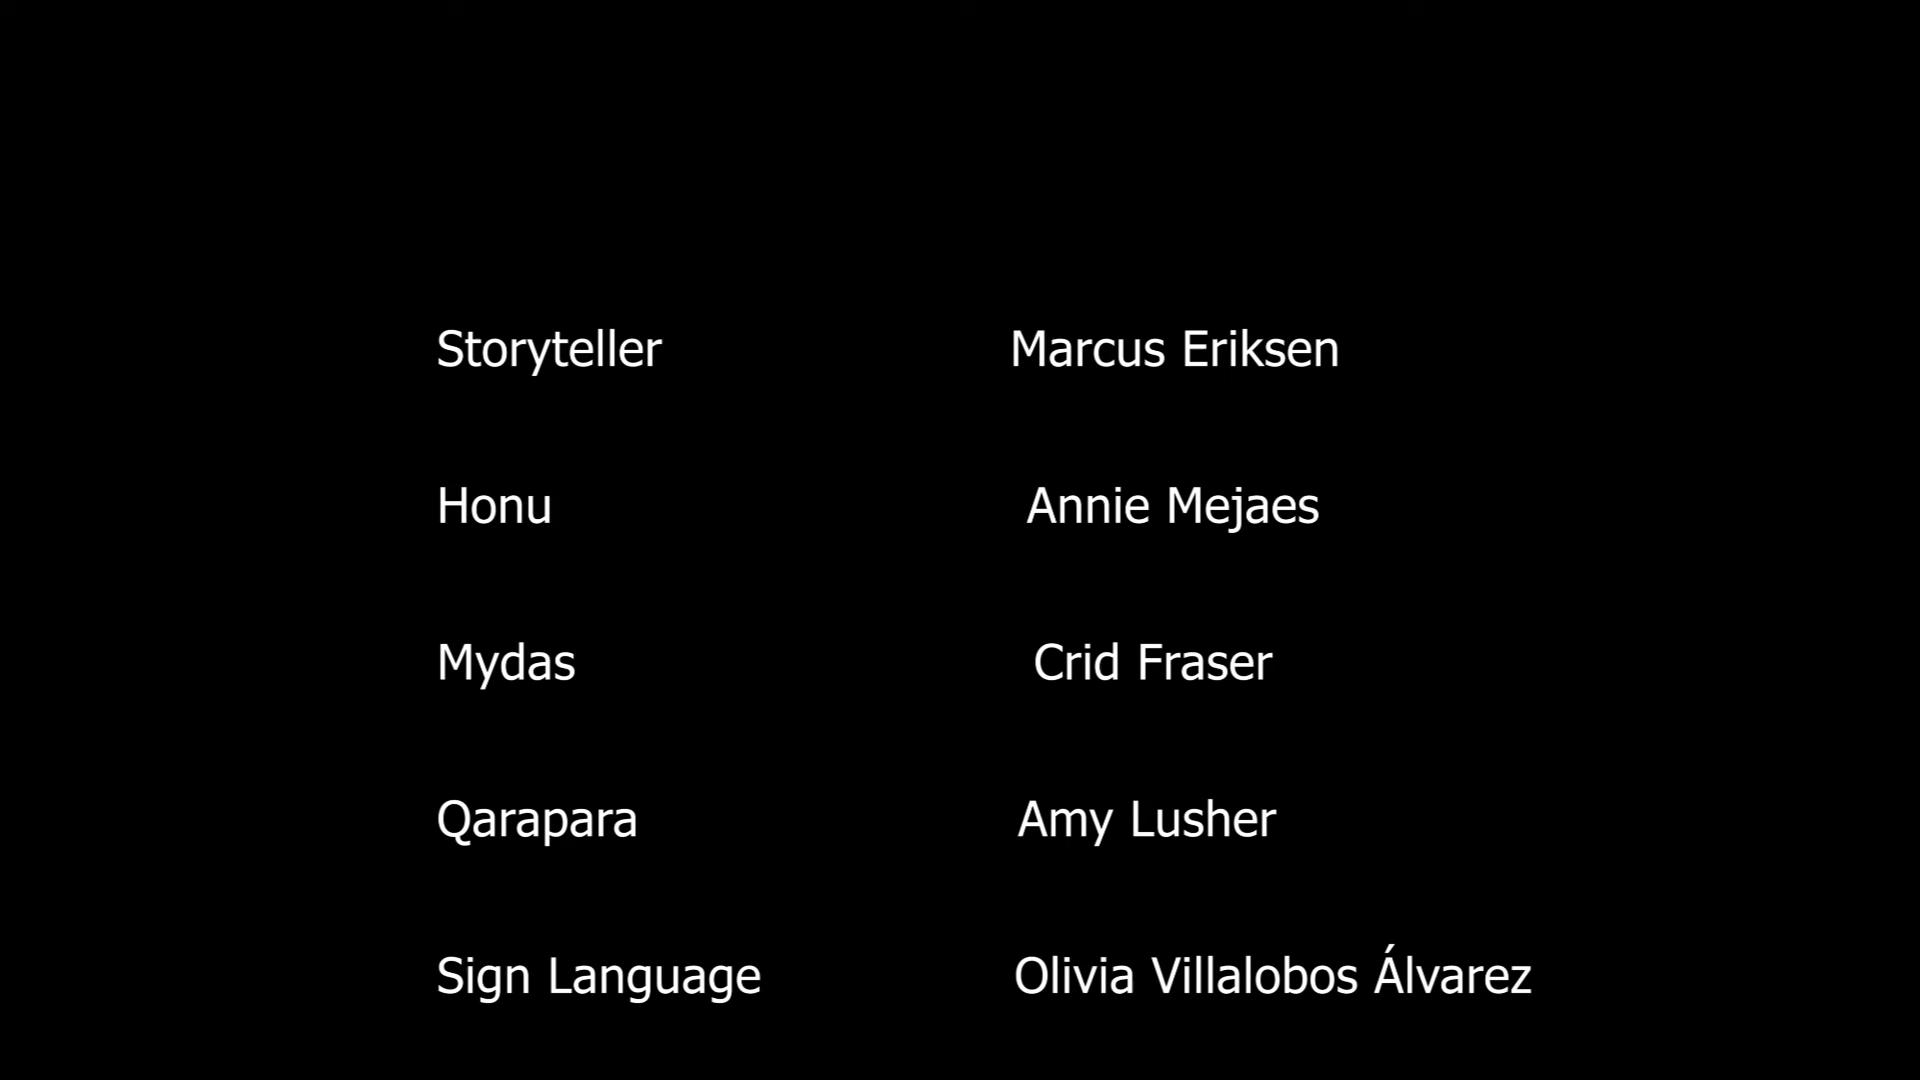 Storyteller Marcus Eriksen
Honu Annie Mejaes
Mydas Crid Fraser
Qarapara Amy Lusher
Sign Language Olivia Villalobos Álvarez